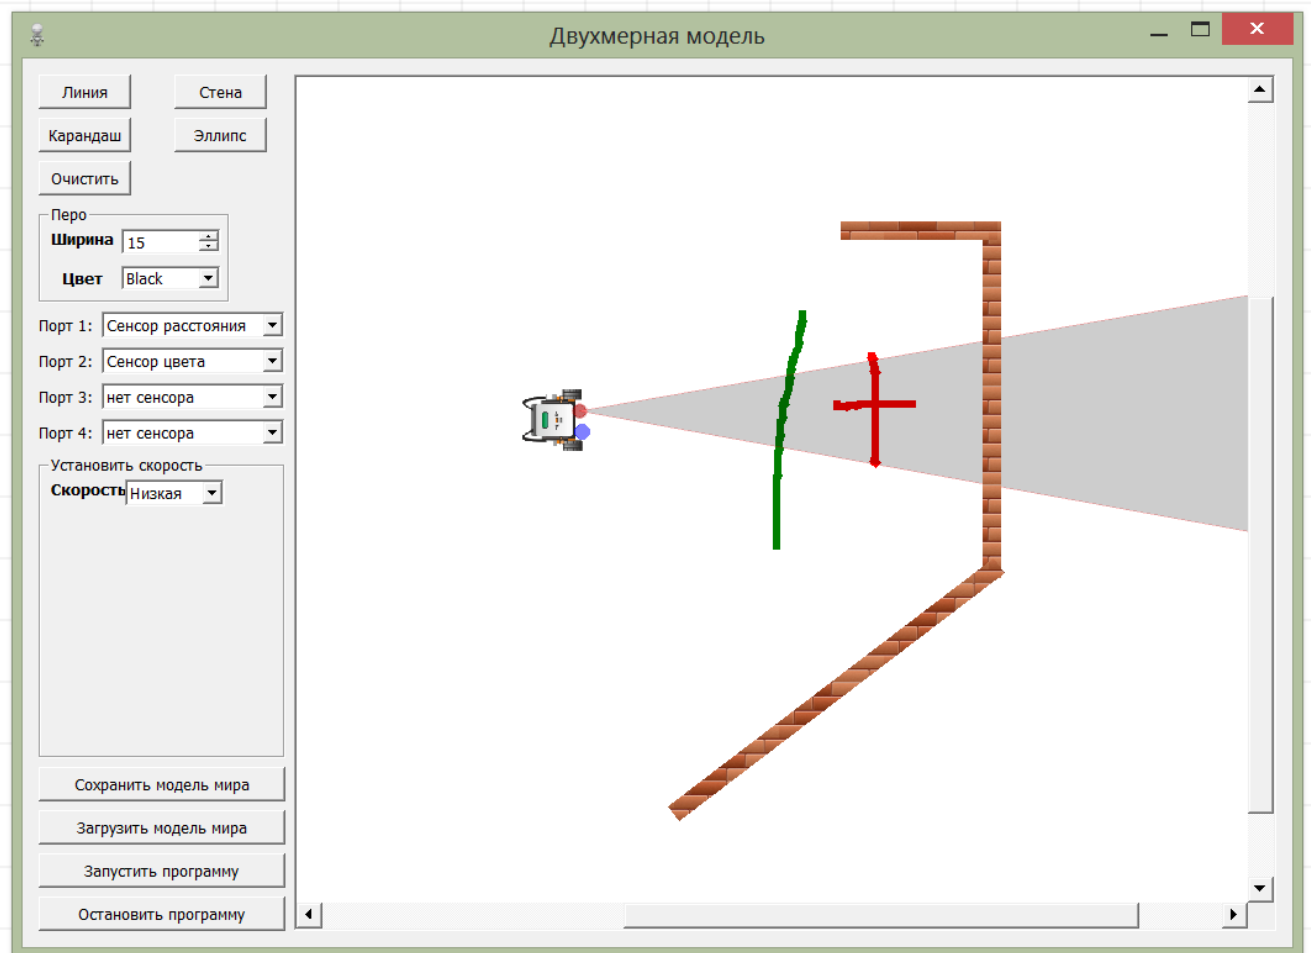 Двухмерная модель
Линия Стена
Карандаш Эллипс
Очистить
Перо
Ширина 15
Цвет Black
Порт 1: Сенсор расстояния
Порт 2: Сенсор цвета
Порт 3: нет сенсора
Порт 4: нет сенсора
Установить скорость
Скорость Низкая
Сохранить модель мира
Загрузить модель мира
Запустить программу
Остановить программу